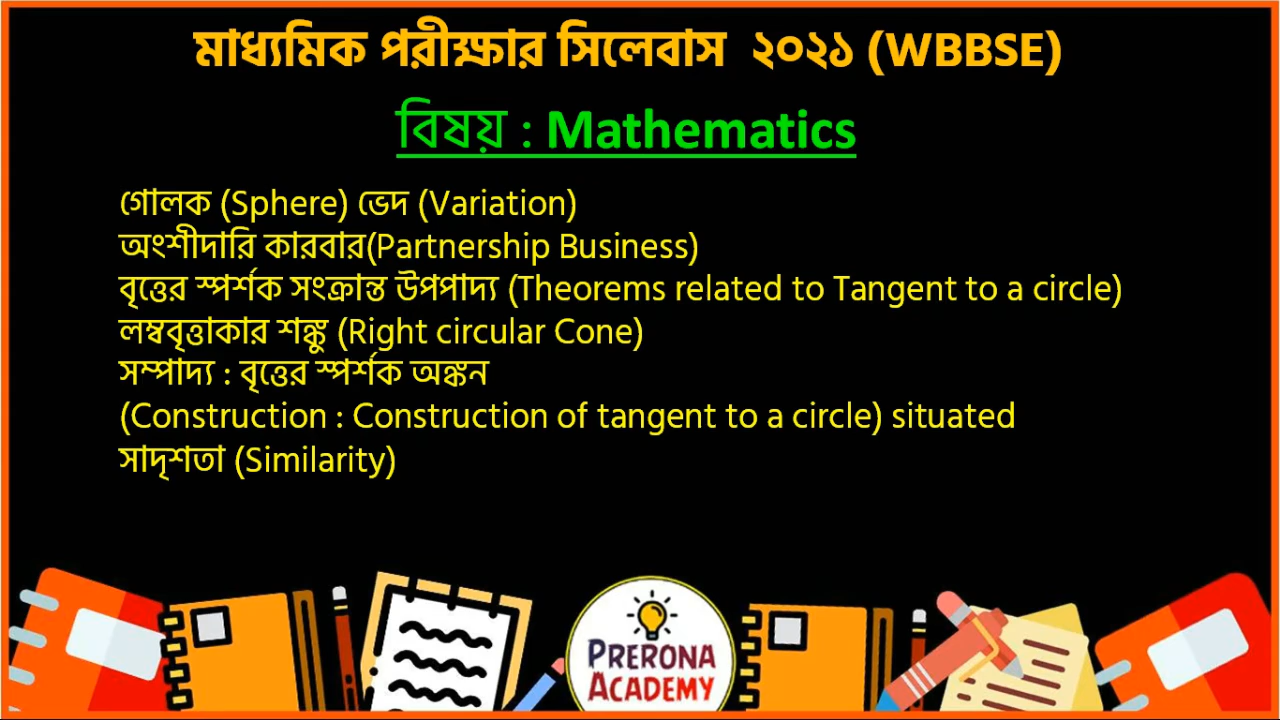 মাধ্যমিক পরীক্ষার সিলেবাস ২০২১ (WBBSE)
বিষয় : Mathematics
গোলক (Sphere) ভেদ (Variation)
অংশীদারি কারবার(Partnership Business)
বৃত্তের স্পর্শক সংক্রান্ত উপপাদ্য (Theorems related to Tangent to a circle)
লম্ববৃত্তাকার শঙ্কু (Right circular Cone)
সম্পাদ্য : বৃত্তের স্পর্শক অঙ্কন
(Construction : Construction of tangent to a circle) situated
সাদৃশতা (Similarity)
PRERONA
ACADEMY